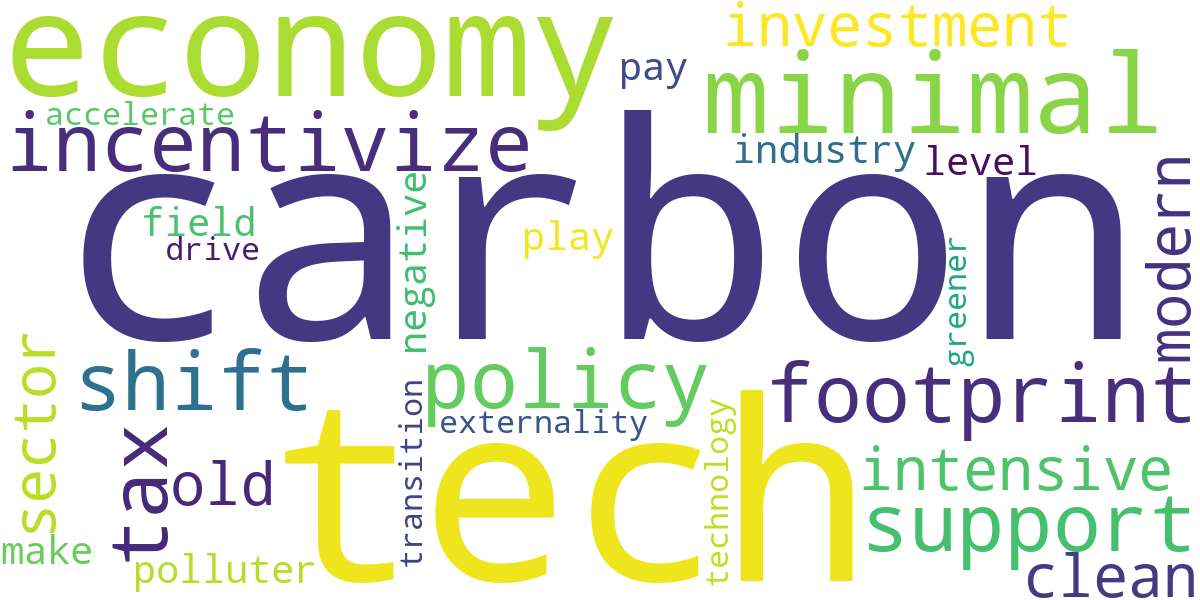 economy
investment
pay
minimal
accelerate
incentivize
industry
level
carbon
modern
field
drive
negative
play
greener
sector
shift
policy
footprint
externality
transition
technology
tax
old
tech
intensive
support
make
polluter
clean